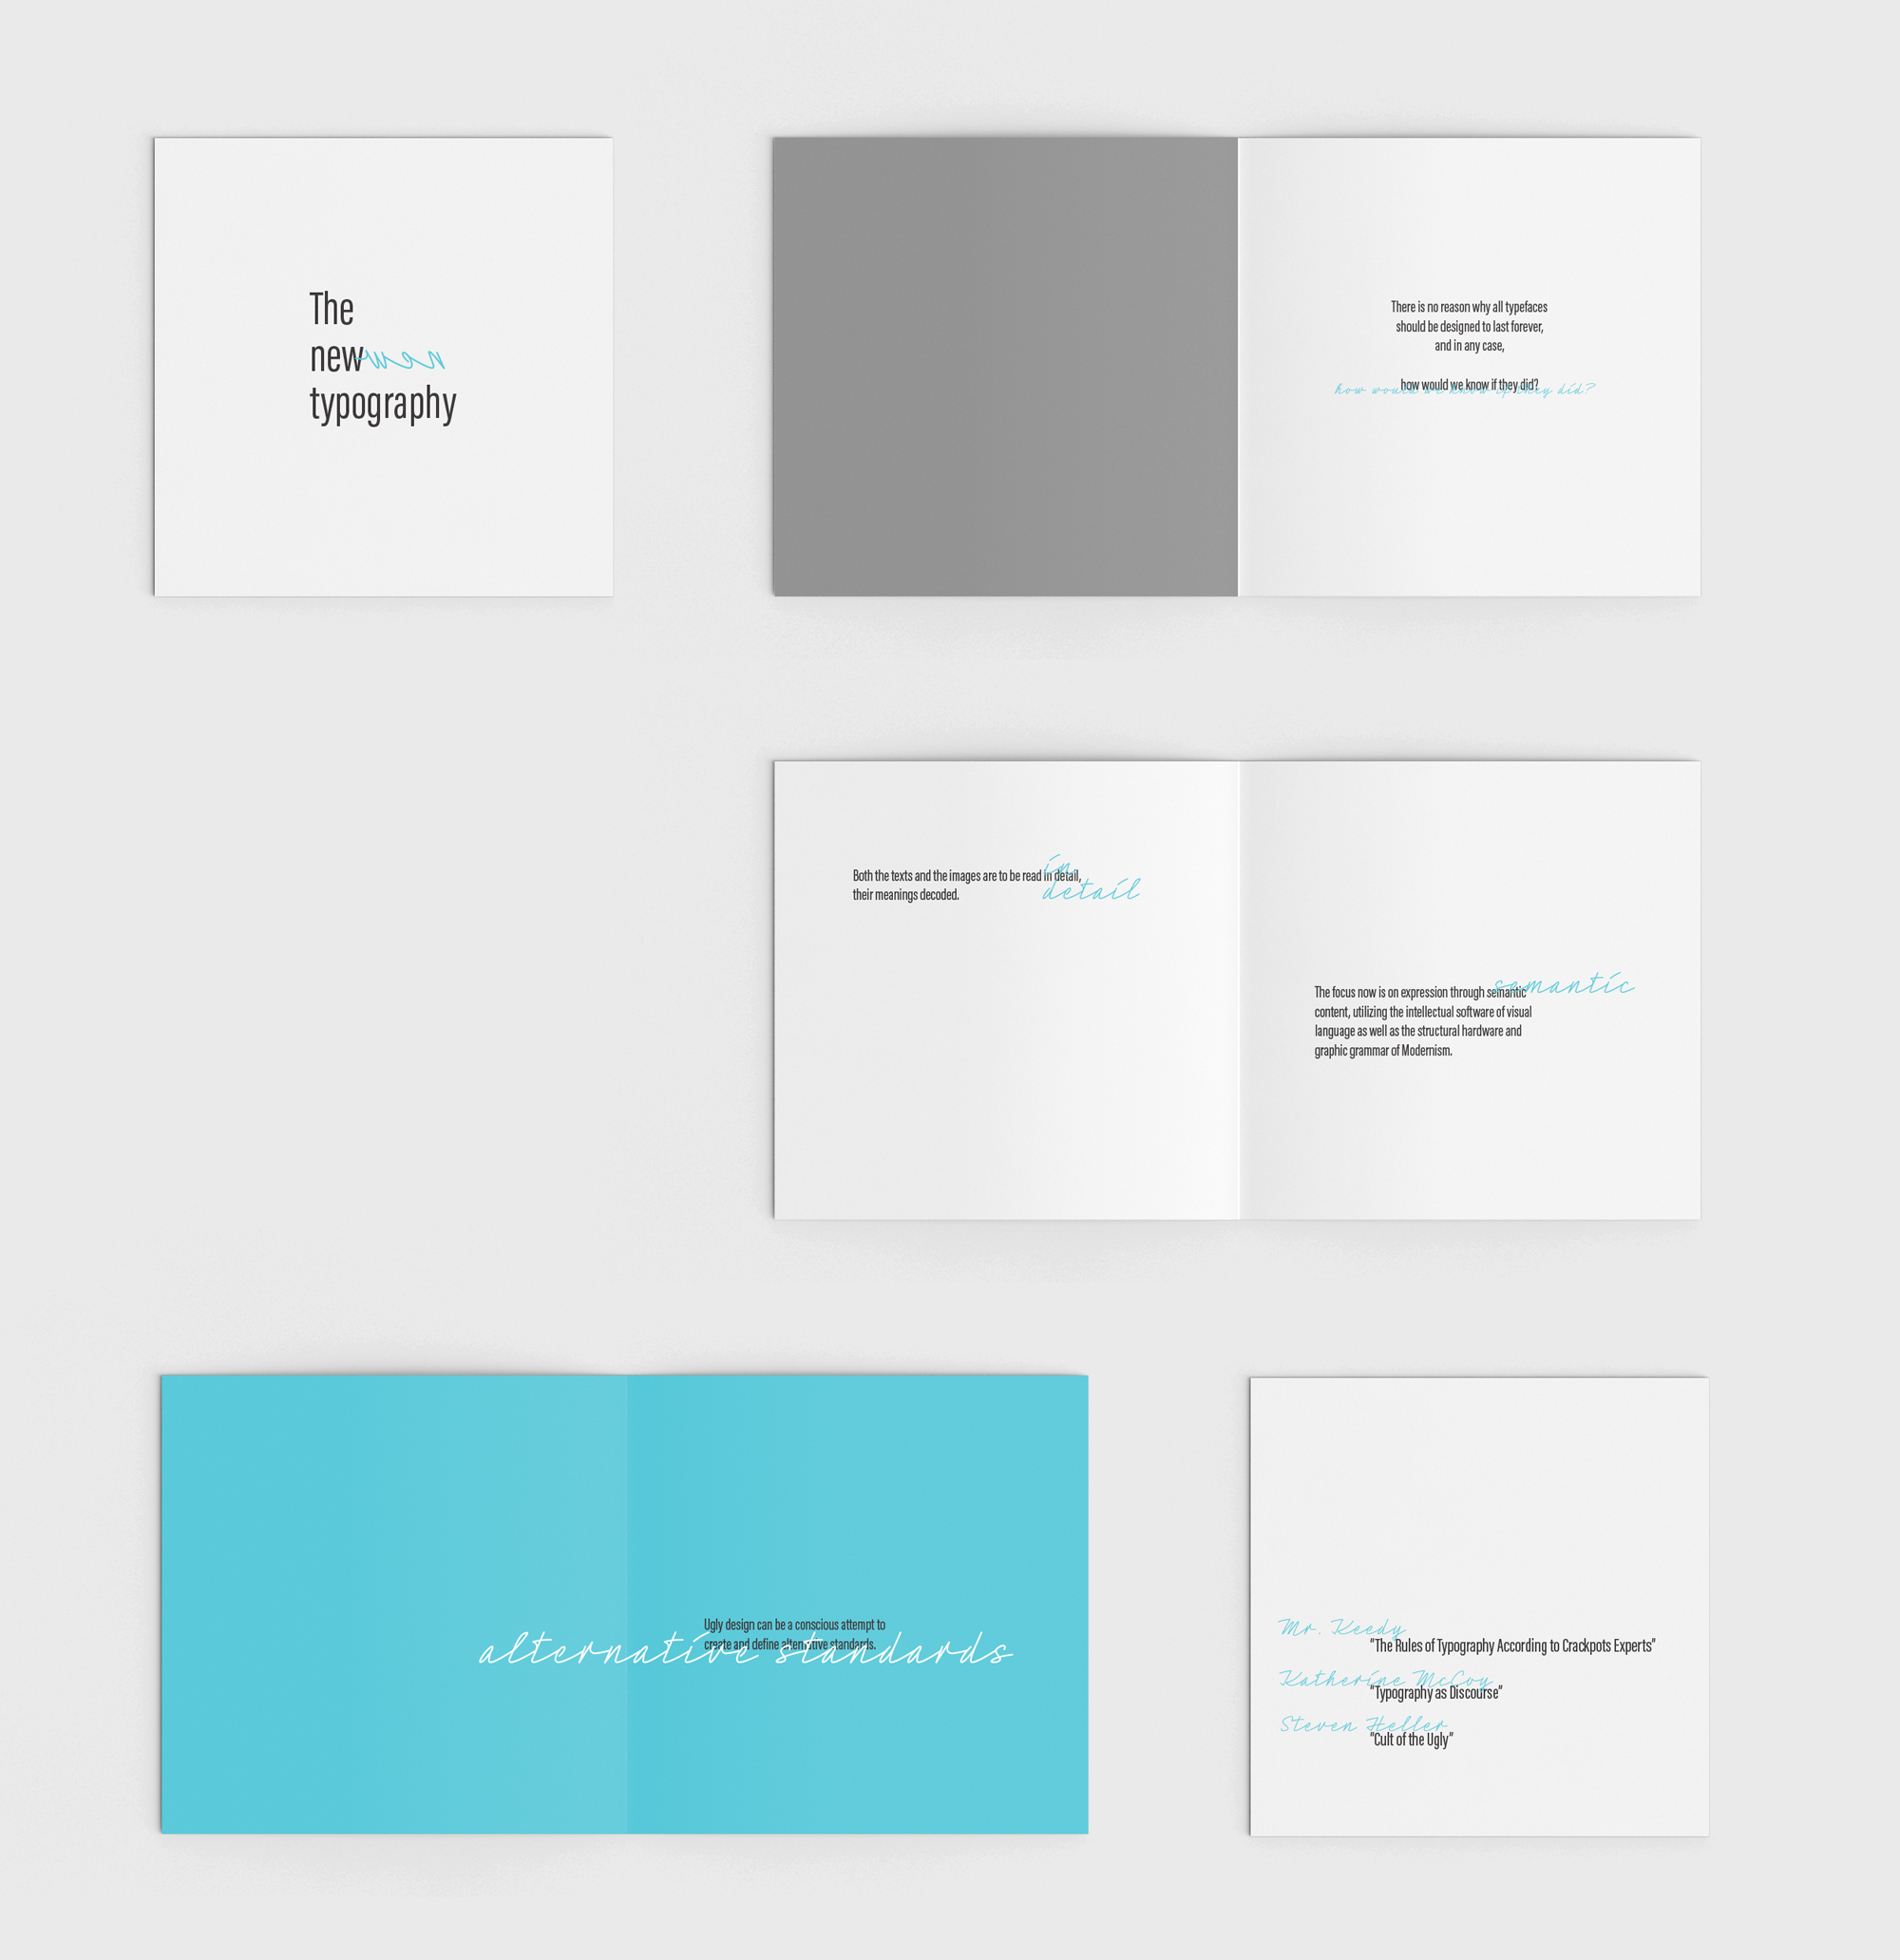 The
new new
typography
There is no reason why all typefaces
should be designed to last forever,
and in any case,
how would we know if they did?
how would we know if they did?
Both the texts and the images are to be read in detail,
their meanings decoded.
in
detail
The focus now is on expression through semantic
content, utilizing the intellectual software of visual
language as well as the structural hardware and
graphic grammar of Modernism.
semantic
Ugly design can be a conscious attempt to
create and define alternative standards.
alternative standards
Mr. Keedy
"The Rules of Typography According to Crackpots Experts"
Katherine McCoy
"Typography as Discourse"
Steven Heller
"Cult of the Ugly"